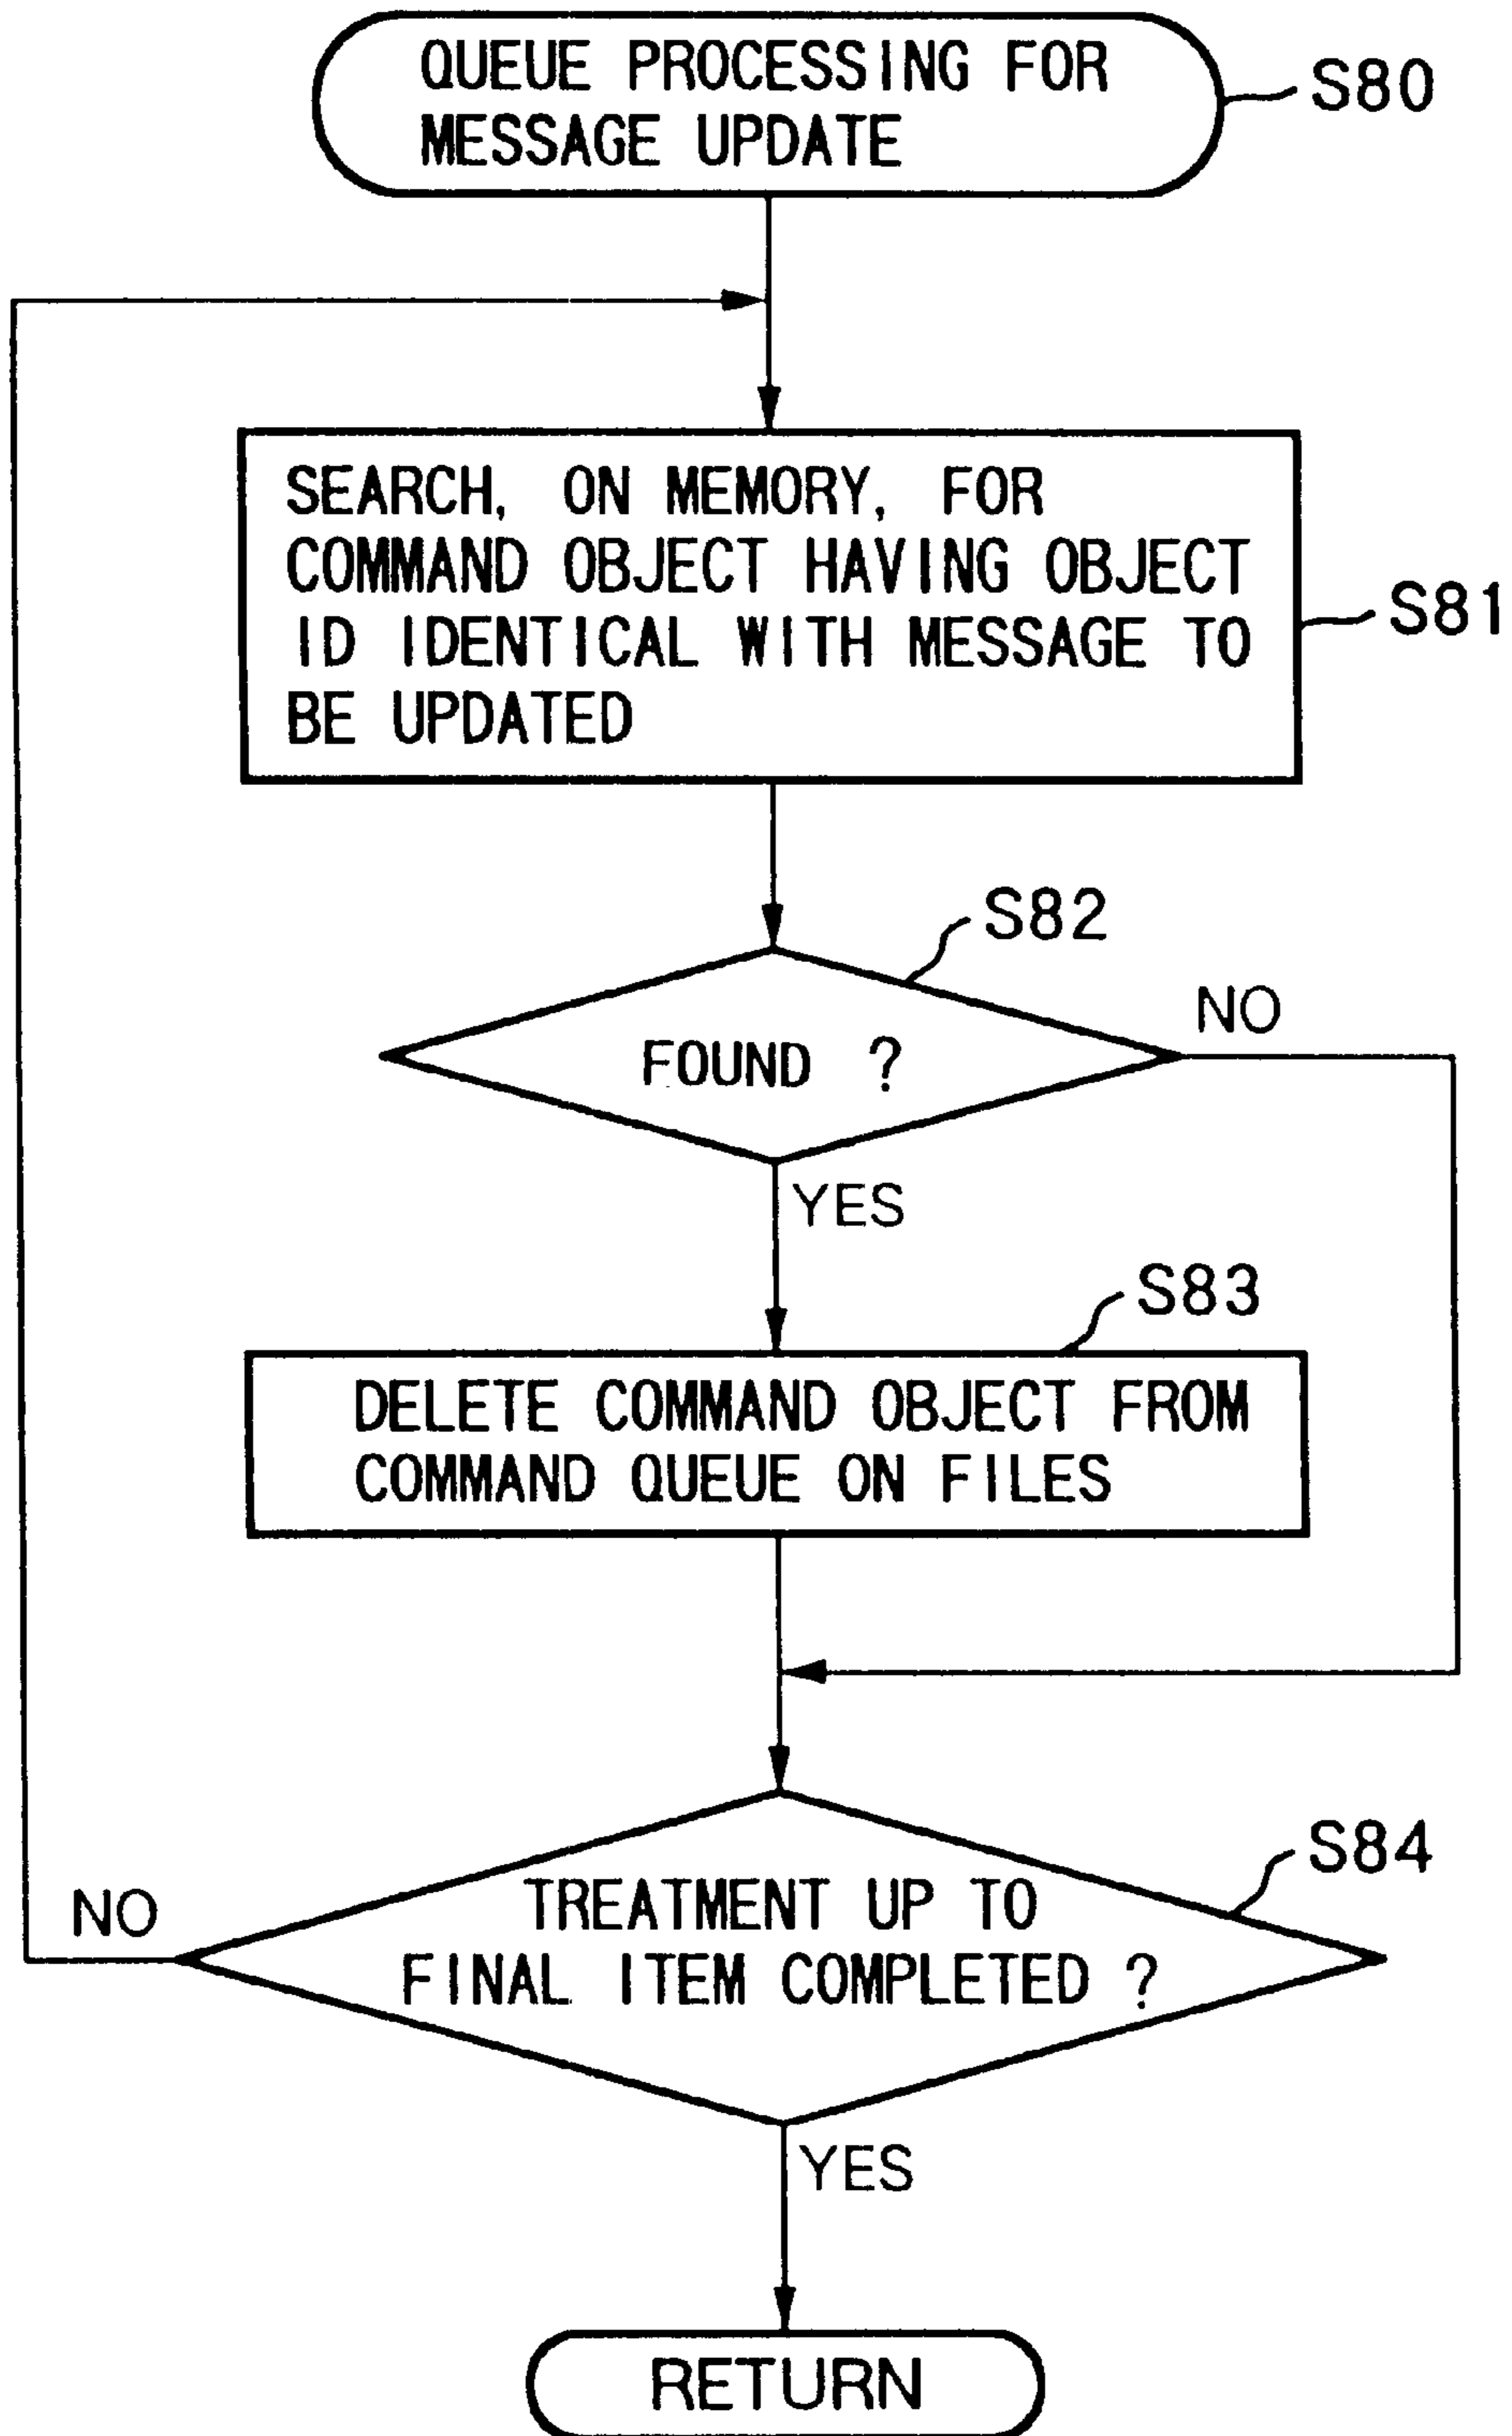 QUEUE PROCESSING FOR
MESSAGE UPDATE
S80
SEARCH, ON MEMORY, FOR
COMMAND OBJECT HAVING OBJECT
ID IDENTICAL WITH MESSAGE TO
BE UPDATED
S81
S82
FOUND ?
NO
YES
S83
DELETE COMMAND OBJECT FROM
COMMAND QUEUE ON FILES
S84
TREATMENT UP TO
FINAL ITEM COMPLETED ?
NO
YES
RETURN